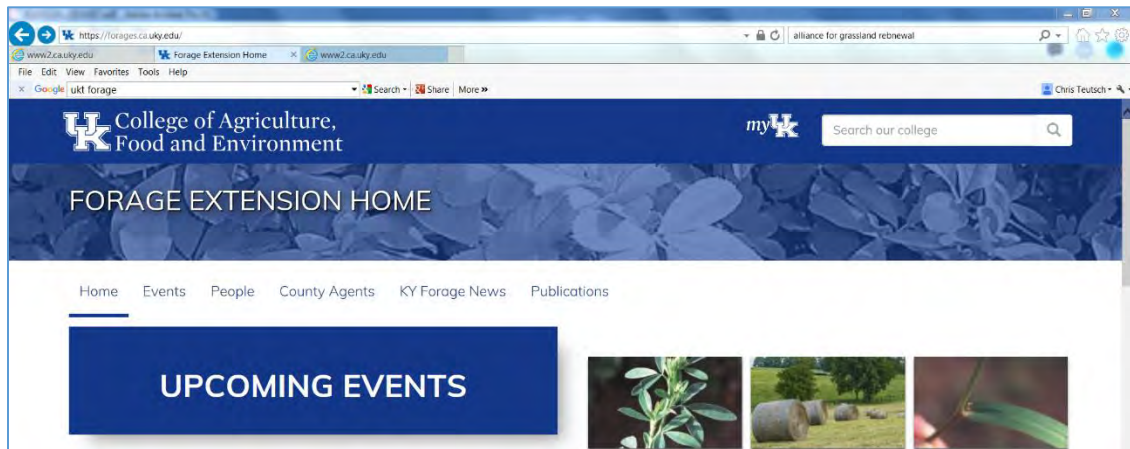 https://forages.ca.uky.edu/
alliance for grassland rebnewal
www2.ca.uky.edu
Forage Extension Home
www2.ca.uky.edu
File Edit View Favorites Tools Help
x Google ukt forage Search Share More »
Chris Teutsch
UK College of Agriculture,
Food and Environment
myUK
Search our college
FORAGE EXTENSION HOME
Home Events People County Agents KY Forage News Publications
UPCOMING EVENTS